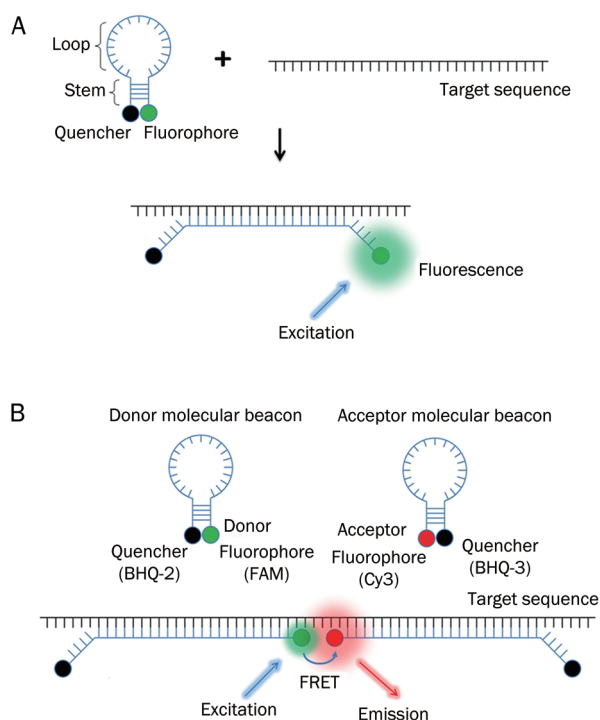 A
Loop
+
Stem
Target sequence
Quencher Fluorophore
Fluorescence
Excitation
B
Donor molecular beacon
Acceptor molecular beacon
Donor
Quencher
(BHQ-2)
Fluorophore
(FAM)
Acceptor
Fluorophore
(Cy3)
Quencher
(BHQ-3)
Target sequence
FRET
Excitation
Emission